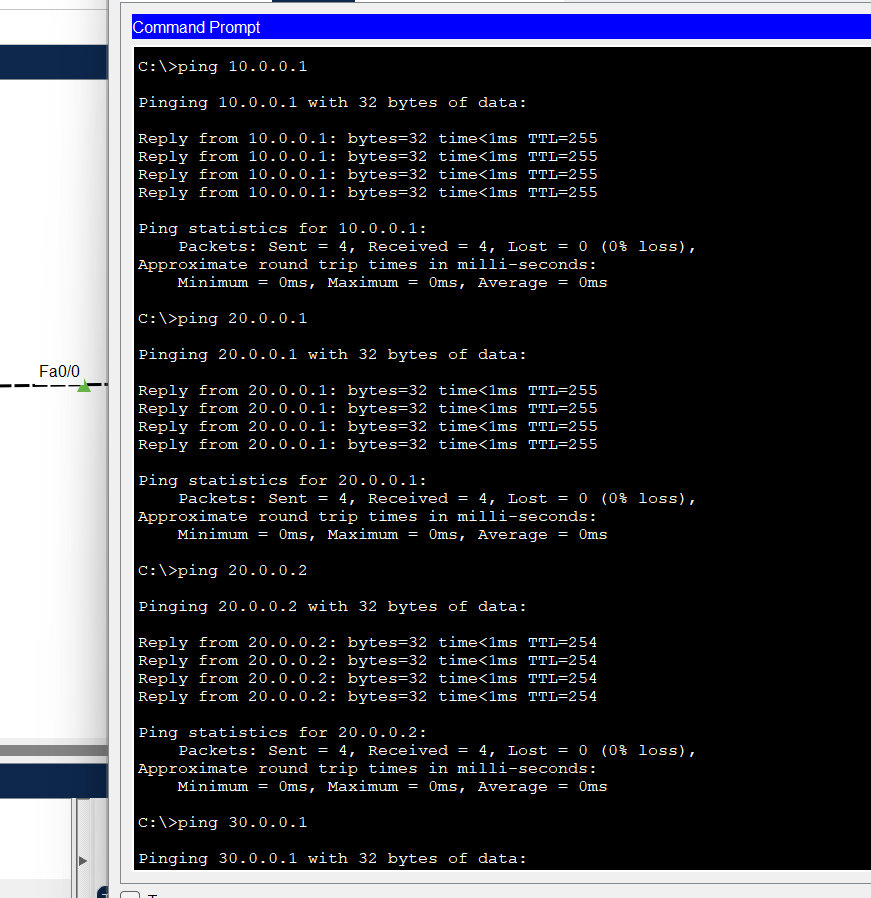 Command Prompt
C:\>ping 10.0.0.1
Pinging 10.0.0.1 with 32 bytes of data:
Reply from 10.0.0.1: bytes=32 time<1ms TTL=255
Reply from 10.0.0.1: bytes=32 time<1ms TTL=255
Reply from 10.0.0.1: bytes=32 time<1ms TTL=255
Reply from 10.0.0.1: bytes=32 time<1ms TTL=255
Ping statistics for 10.0.0.1:
Packets: Sent = 4, Received = 4, Lost = 0 (0% loss),
Approximate round trip times in milli-seconds:
Minimum = 0ms, Maximum = 0ms, Average = 0ms
C:\>ping 20.0.0.1
Pinging 20.0.0.1 with 32 bytes of data:
Reply from 20.0.0.1: bytes=32 time<1ms TTL=255
Reply from 20.0.0.1: bytes=32 time<1ms TTL=255
Reply from 20.0.0.1: bytes=32 time<1ms TTL=255
Reply from 20.0.0.1: bytes=32 time<1ms TTL=255
Ping statistics for 20.0.0.1:
Packets: Sent = 4, Received = 4, Lost = 0 (0% loss),
Approximate round trip times in milli-seconds:
Minimum = 0ms, Maximum = 0ms, Average = 0ms
C:\>ping 20.0.0.2
Pinging 20.0.0.2 with 32 bytes of data:
Reply from 20.0.0.2: bytes=32 time<1ms TTL=254
Reply from 20.0.0.2: bytes=32 time<1ms TTL=254
Reply from 20.0.0.2: bytes=32 time<1ms TTL=254
Reply from 20.0.0.2: bytes=32 time<1ms TTL=254
Ping statistics for 20.0.0.2:
Packets: Sent = 4, Received = 4, Lost = 0 (0% loss),
Approximate round trip times in milli-seconds:
Minimum = 0ms, Maximum = 0ms, Average = 0ms
C:\>ping 30.0.0.1
Pinging 30.0.0.1 with 32 bytes of data:
Fa0/0